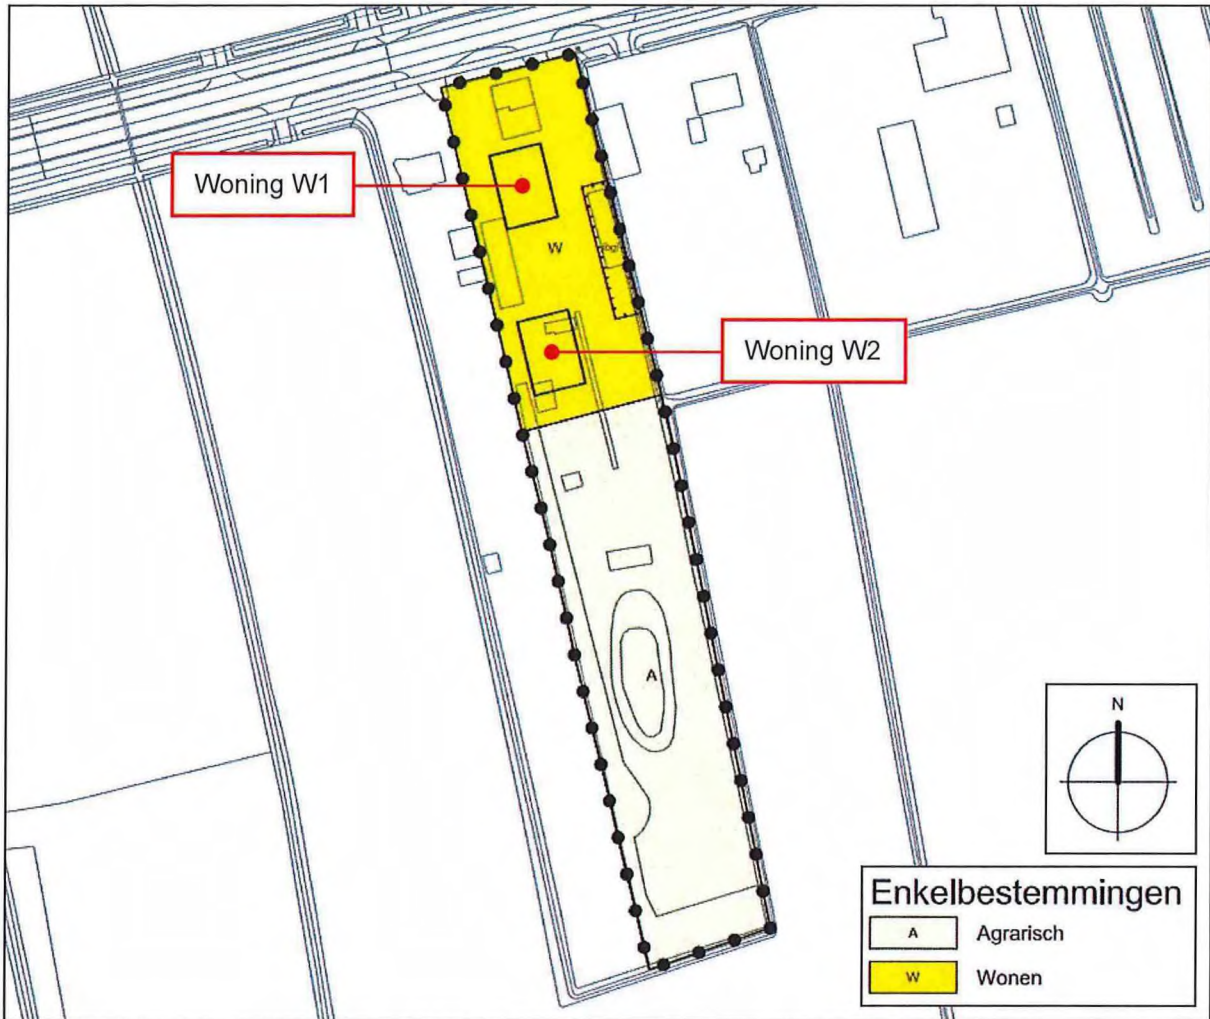 Woning W1
W
Woning W2
A
N
Enkelbestemmingen
A Agrarisch
W Wonen